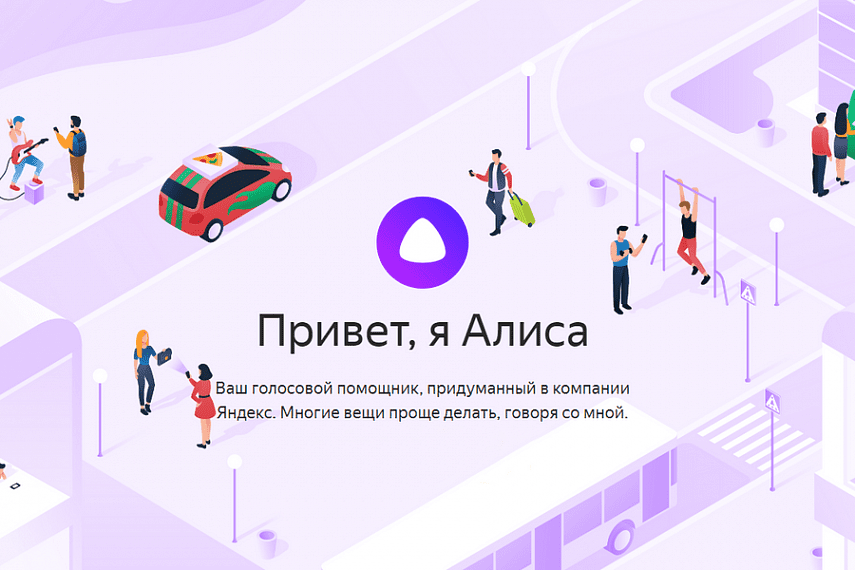 Привет, я Алиса
Ваш голосовой помощник, придуманный в компании
Яндекс. Многие вещи проще делать, говоря со мной.